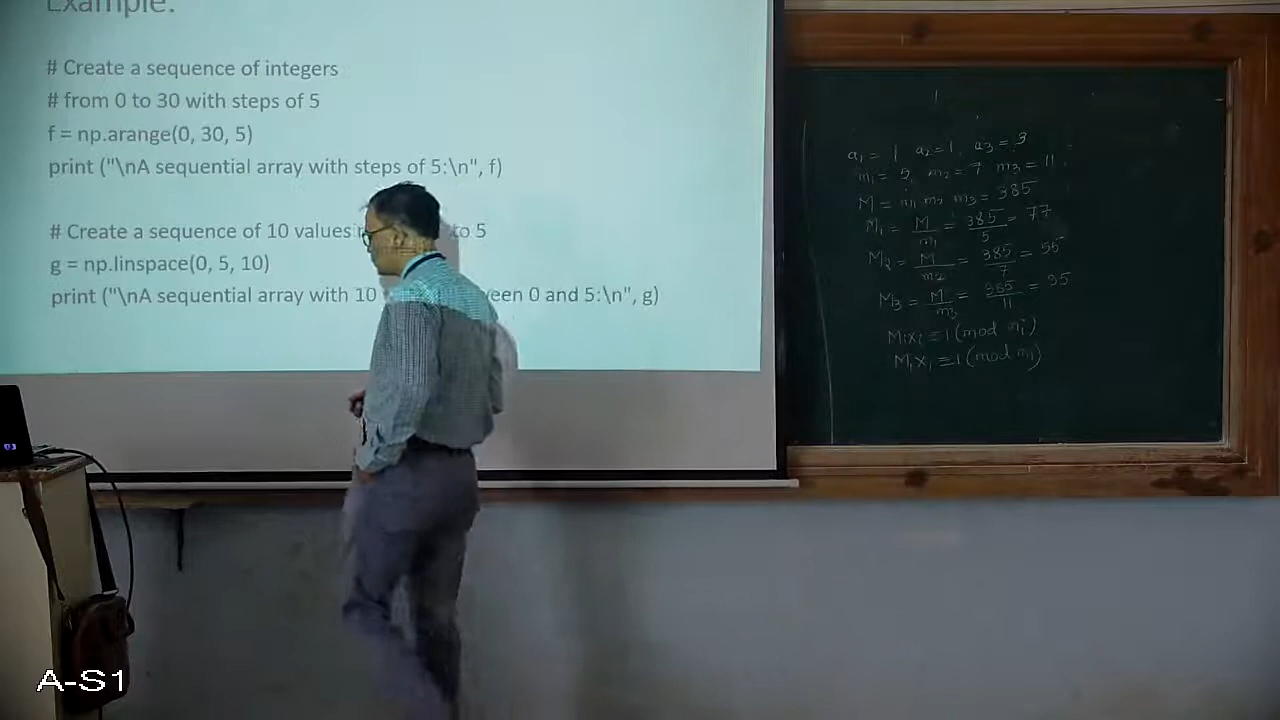 Example:
# Create a sequence of integers
# from 0 to 30 with steps of 5
f = np.arange(0, 30, 5)
print ("\nA sequential array with steps of 5:\n", f)
# Create a sequence of 10 values to 5
g = np.linspace(0, 5, 10)
print ("\nA sequential array with 10 een 0 and 5:\n", g)
a1 = 1 a2 = 1, a3 = 3
m1 = 5, m2 = 7 m3 = 11
M = m1 m2 m3 = 385
M1 = M/m1 = 385/5 = 77
M2 = M/m2 = 385/7 = 55
M3 = M/m3 = 385/11 = 35
Mixi ≡ 1 (mod mi)
M1x1 ≡ 1 (mod m1)
A-S1